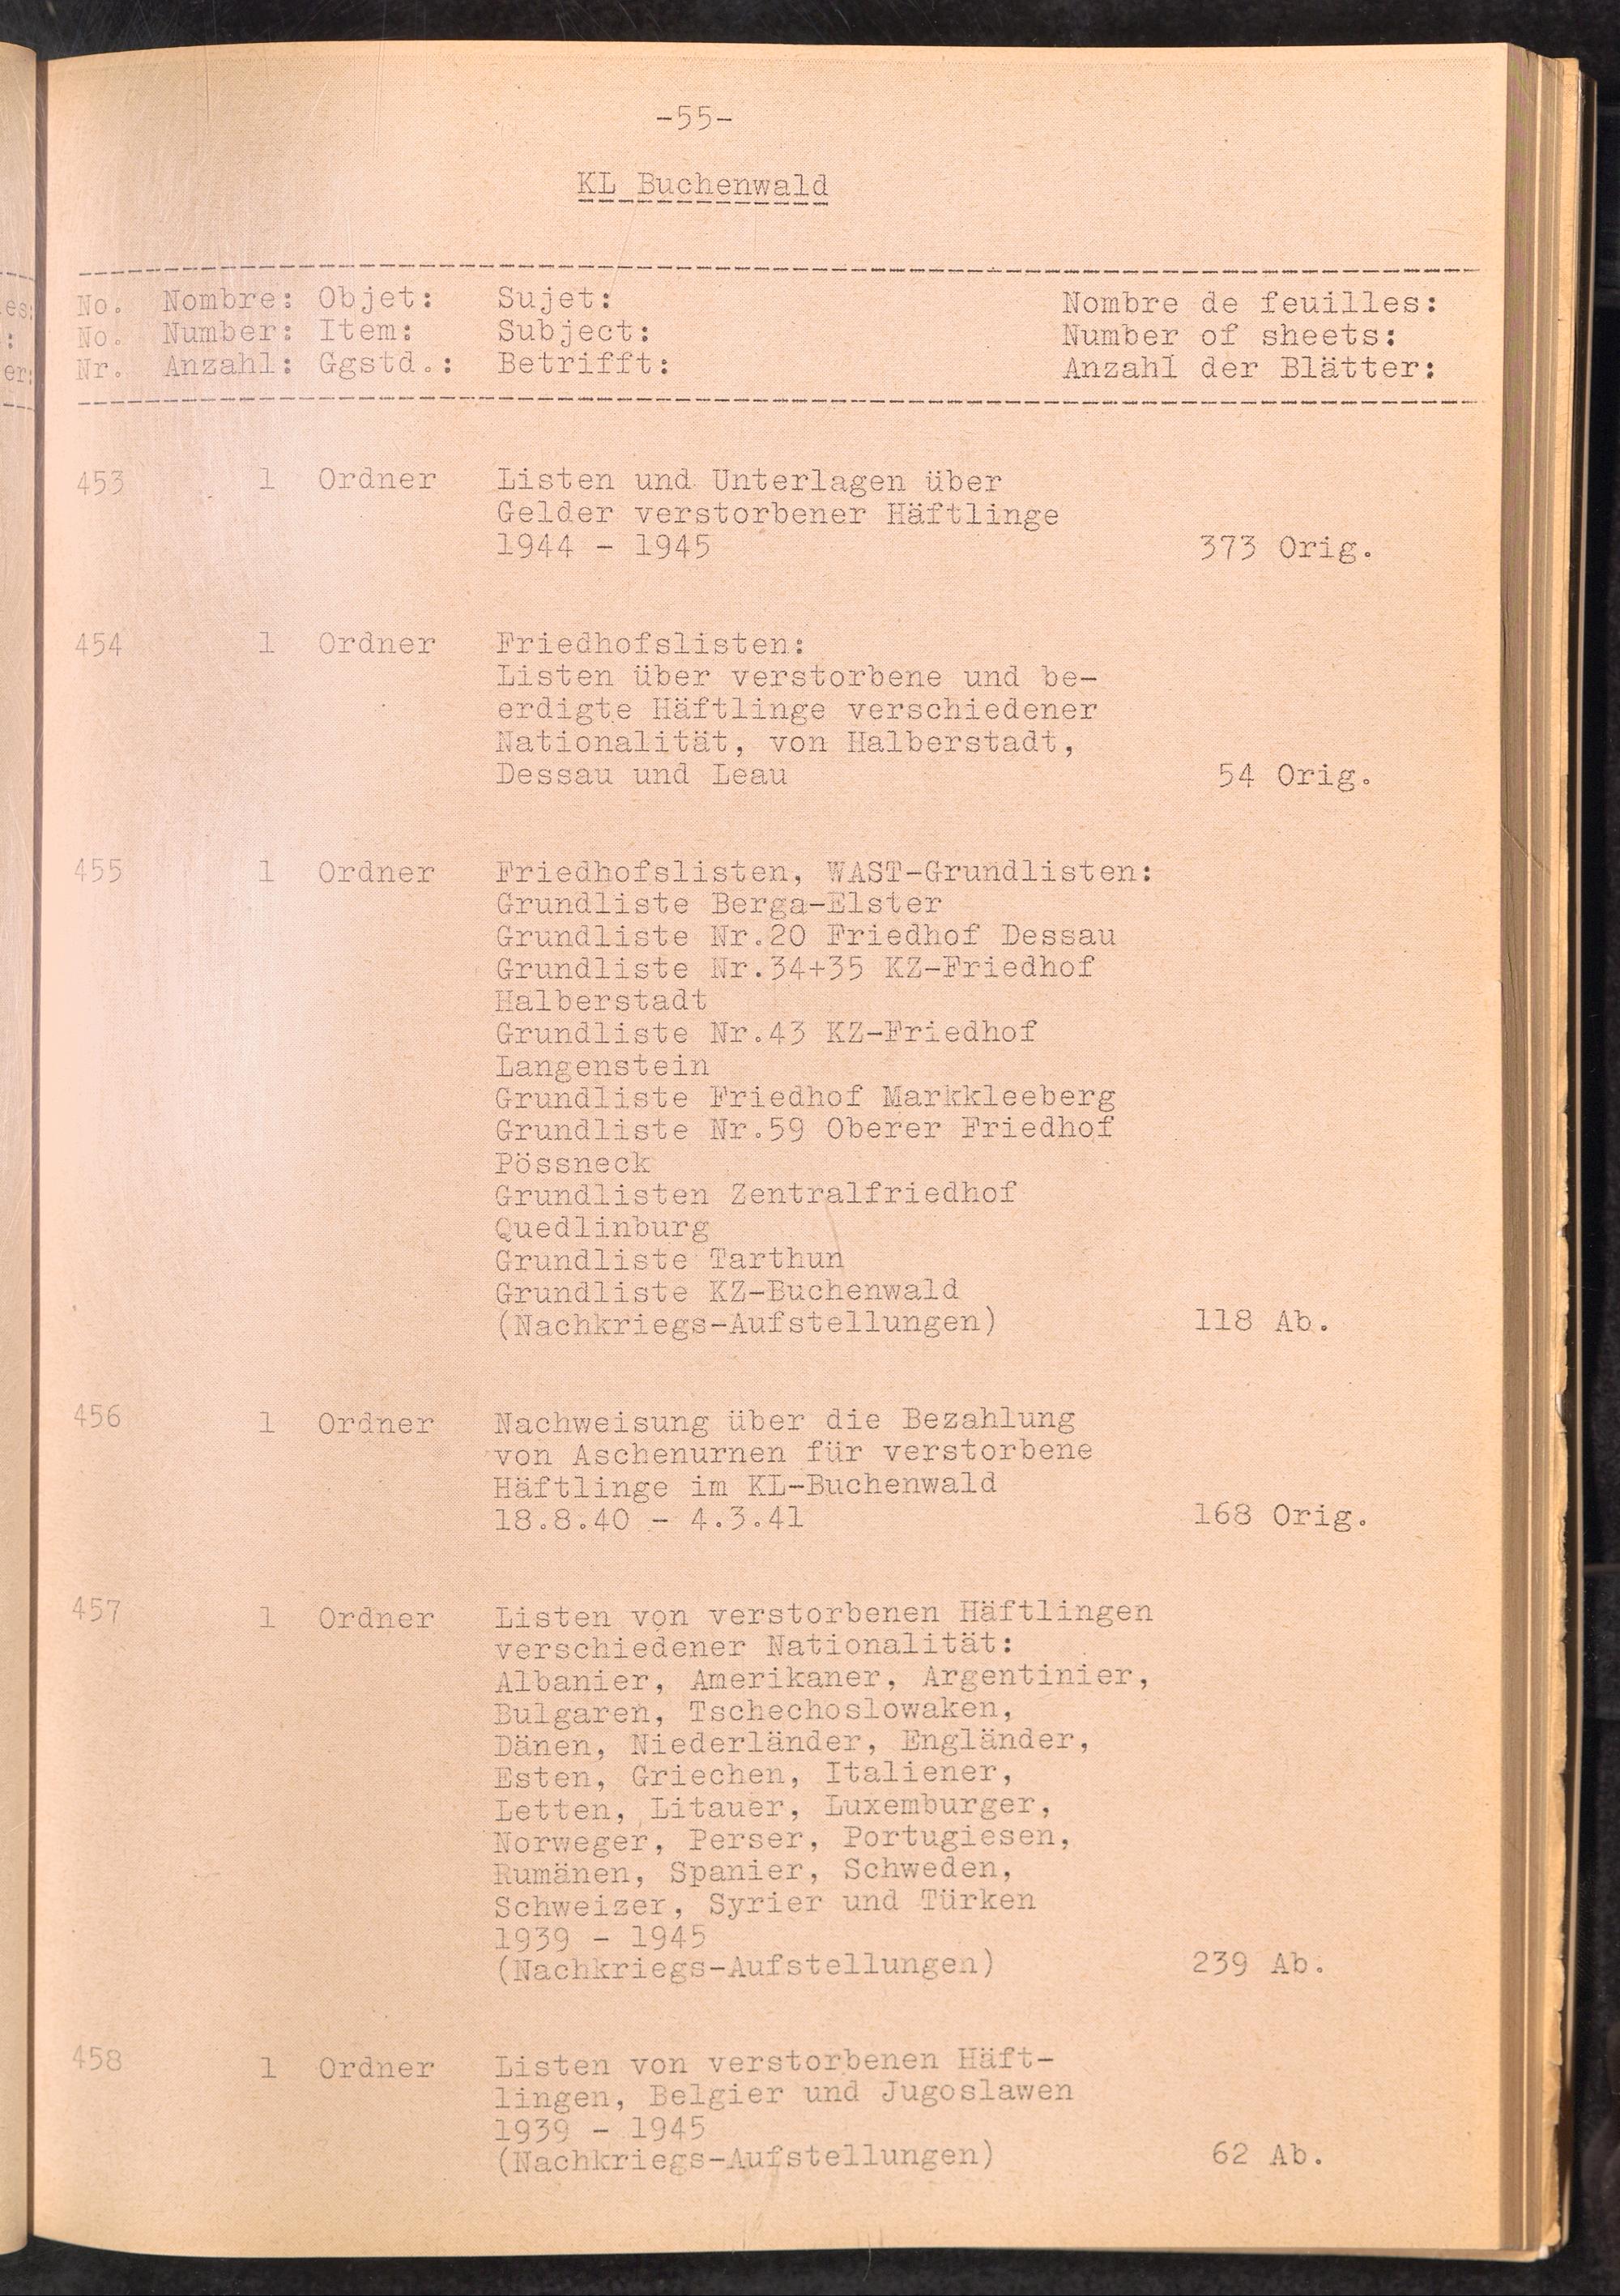 -55-
KL Buchenwald
No. Nombre: Objet: Sujet: Nombre de feuilles:
No. Number: Item: Subject: Number of sheets:
Nr. Anzahl: Ggstd.: Betrifft: Anzahl der Blätter:
453 1 Ordner Listen und Unterlagen über
Gelder verstorbener Häftlinge
1944 - 1945 373 Orig.
454 1 Ordner Friedhofslisten:
Listen über verstorbene und be-
erdigte Häftlinge verschiedener
Nationalität, von Halberstadt,
Dessau und Leau 54 Orig.
455 1 Ordner Friedhofslisten, WAST-Grundlisten:
Grundliste Berga-Elster
Grundliste Nr.20 Friedhof Dessau
Grundliste Nr.34+35 KZ-Friedhof
Halberstadt
Grundliste Nr.43 KZ-Friedhof
Langenstein
Grundliste Friedhof Markkleeberg
Grundliste Nr.59 Oberer Friedhof
Pössneck
Grundlisten Zentralfriedhof
Quedlinburg
Grundliste Tarthun
Grundliste KZ-Buchenwald
(Nachkriegs-Aufstellungen) 118 Ab.
456 1 Ordner Nachweisung über die Bezahlung
von Aschenurnen für verstorbene
Häftlinge im KL-Buchenwald
18.8.40 - 4.3.41 168 Orig.
457 1 Ordner Listen von verstorbenen Häftlingen
verschiedener Nationalität:
Albanier, Amerikaner, Argentinier,
Bulgaren, Tschechoslowaken,
Dänen, Niederländer, Engländer,
Esten, Griechen, Italiener,
Letten, Litauer, Luxemburger,
Norweger, Perser, Portugiesen,
Rumänen, Spanier, Schweden,
Schweizer, Syrier und Türken
1939 - 1945
(Nachkriegs-Aufstellungen) 239 Ab.
458 1 Ordner Listen von verstorbenen Häft-
lingen, Belgier und Jugoslawen
1939 - 1945
(Nachkriegs-Aufstellungen) 62 Ab.